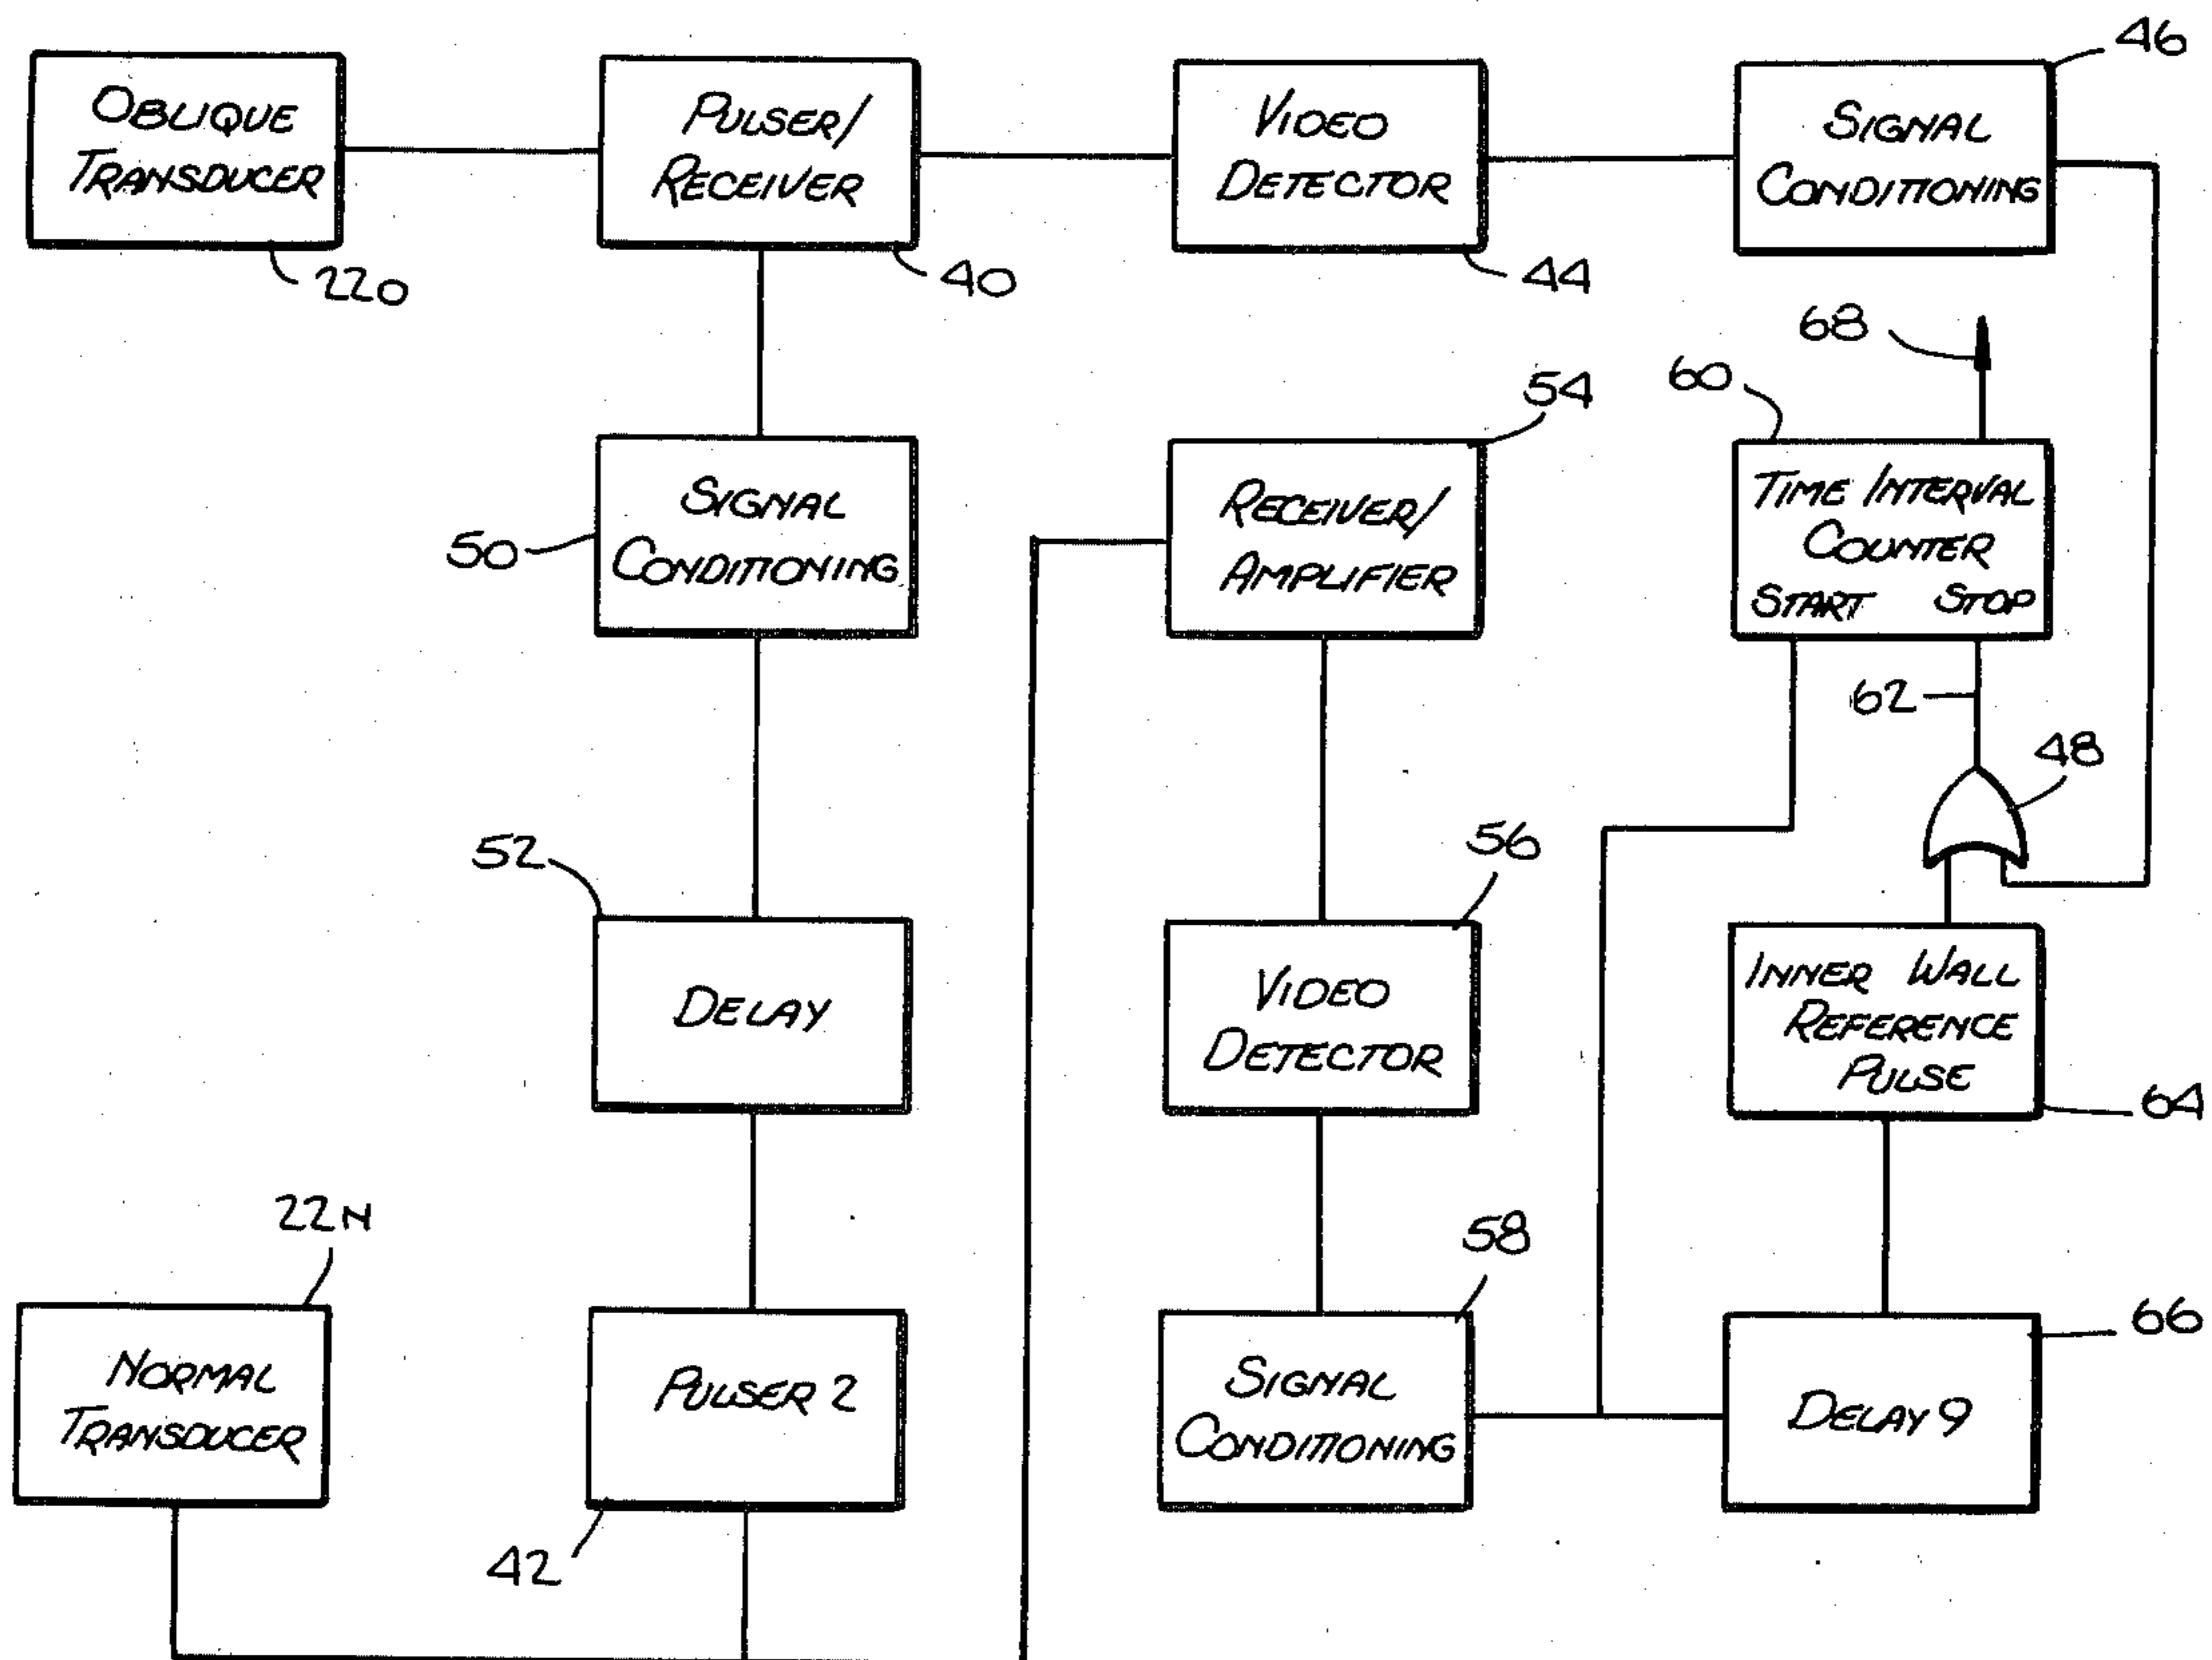 OBLIQUE
TRANSDUCER
22O
PULSER/
RECEIVER
40
VIDEO
DETECTOR
44
SIGNAL
CONDITIONING
46
SIGNAL
CONDITIONING
50
RECEIVER/
AMPLIFIER
54
68
60
TIME INTERVAL
COUNTER
START STOP
62
48
52
DELAY
56
VIDEO
DETECTOR
INNER WALL
REFERENCE
PULSE
64
22N
NORMAL
TRANSDUCER
PULSER 2
42
58
SIGNAL
CONDITIONING
DELAY 9
66